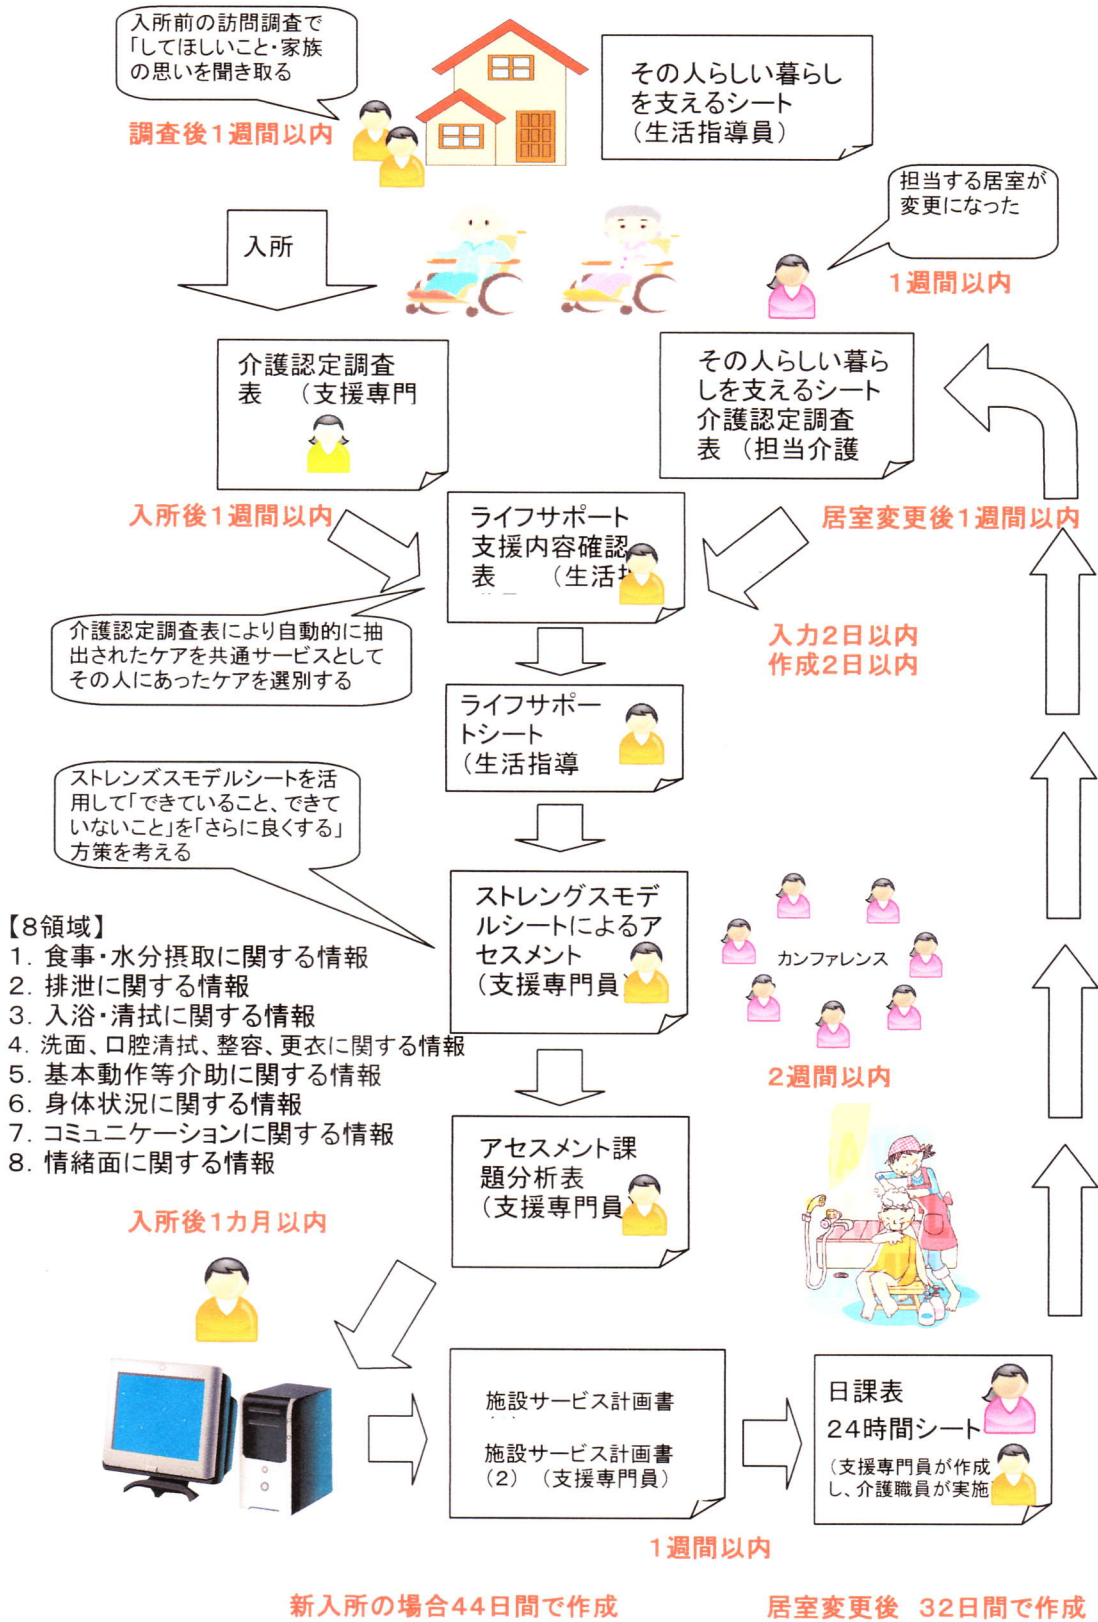 入所前の訪問調査で
「してほしいこと・家族
の思いを聞き取る
調査後1週間以内
その人らしい暮らし
を支えるシート
（生活指導員）
担当する居室が
変更になった
1週間以内
入所
介護認定調査
表　（支援専門
その人らしい暮ら
しを支えるシート
介護認定調査
表　（担当介護
入所後1週間以内
居室変更後1週間以内
ライフサポート
支援内容確認
表　　（生活
入力2日以内
作成2日以内
介護認定調査表により自動的に抽
出されたケアを共通サービスとして
その人にあったケアを選別する
ライフサポー
トシート
（生活指導
ストレンズスモデルシートを活
用して「できていること、できて
いないこと」を「さらに良くする」
方策を考える
ストレングスモデ
ルシートによるア
セスメント
（支援専門員
カンファレンス
2週間以内
【8領域】
1. 食事・水分摂取に関する情報
2. 排泄に関する情報
3. 入浴・清拭に関する情報
4. 洗面、口腔清拭、整容、更衣に関する情報
5. 基本動作等介助に関する情報
6. 身体状況に関する情報
7. コミュニケーションに関する情報
8. 情緒面に関する情報
アセスメント課
題分析表
（支援専門員）
入所後1カ月以内
施設サービス計画書
施設サービス計画書
（2）　（支援専門員）
日課表
24時間シート
（支援専門員が作成
し、介護職員が実施
1週間以内
新入所の場合44日間で作成
居室変更後　32日間で作成